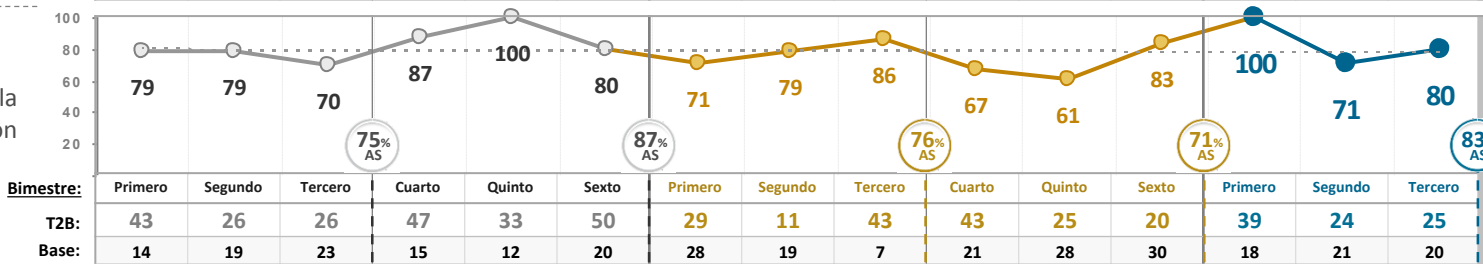 100
80
60
40
20
la
on
79 79 70 87 100 80 71 79 86 67 61 83 100 71 80
75% AS 87% AS 76% AS 71% AS 83 AS
Bimestre: Primero Segundo Tercero Cuarto Quinto Sexto Primero Segundo Tercero Cuarto Quinto Sexto Primero Segundo Tercero
T2B: 43 26 26 47 33 50 29 11 43 43 25 20 39 24 25
Base: 14 19 23 15 12 20 28 19 7 21 28 30 18 21 20